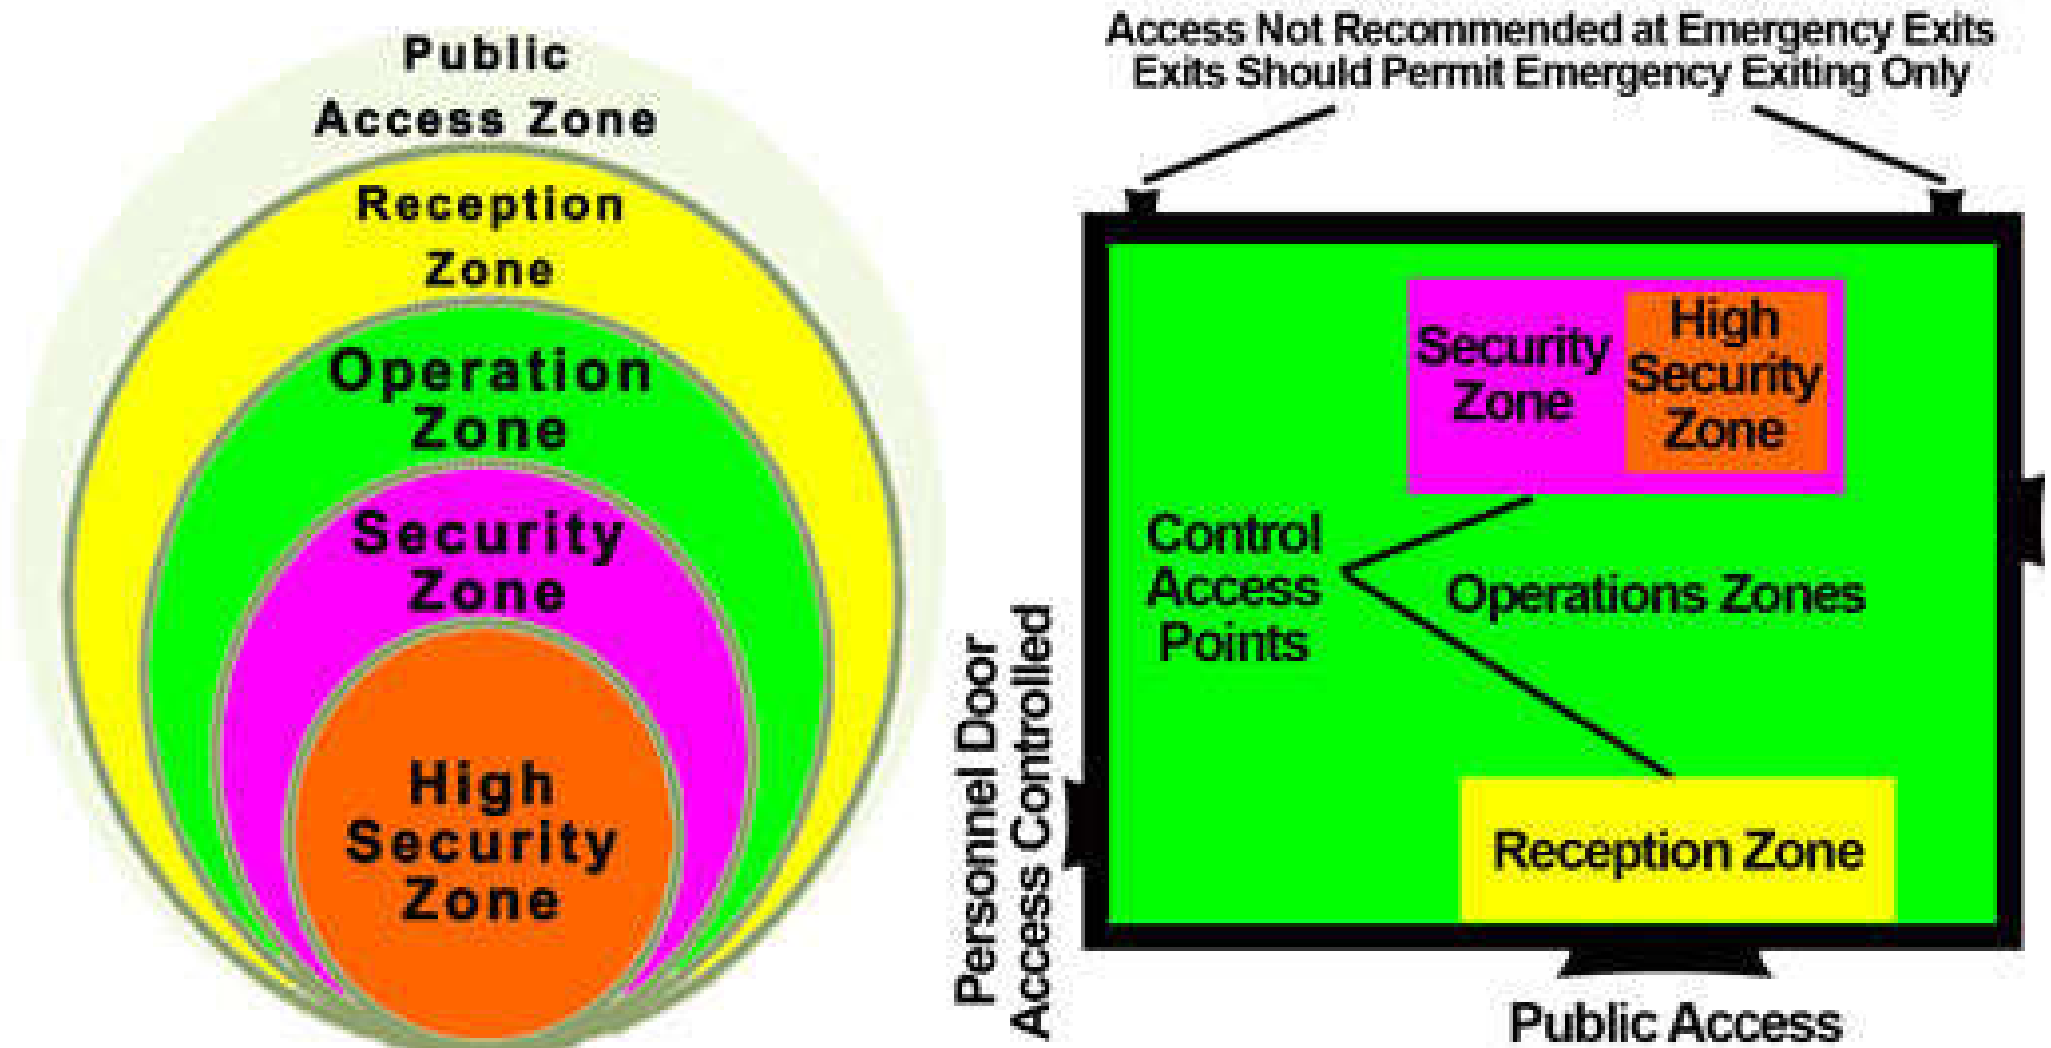 Public
Access Zone
Reception
Zone
Operation
Zone
Security
Zone
High
Security
Zone
Access Not Recommended at Emergency Exits
Exits Should Permit Emergency Exiting Only
Security
Zone
High
Security
Zone
Control
Access
Points
Operations Zones
Reception Zone
Personnel Door
Access Controlled
Public Access